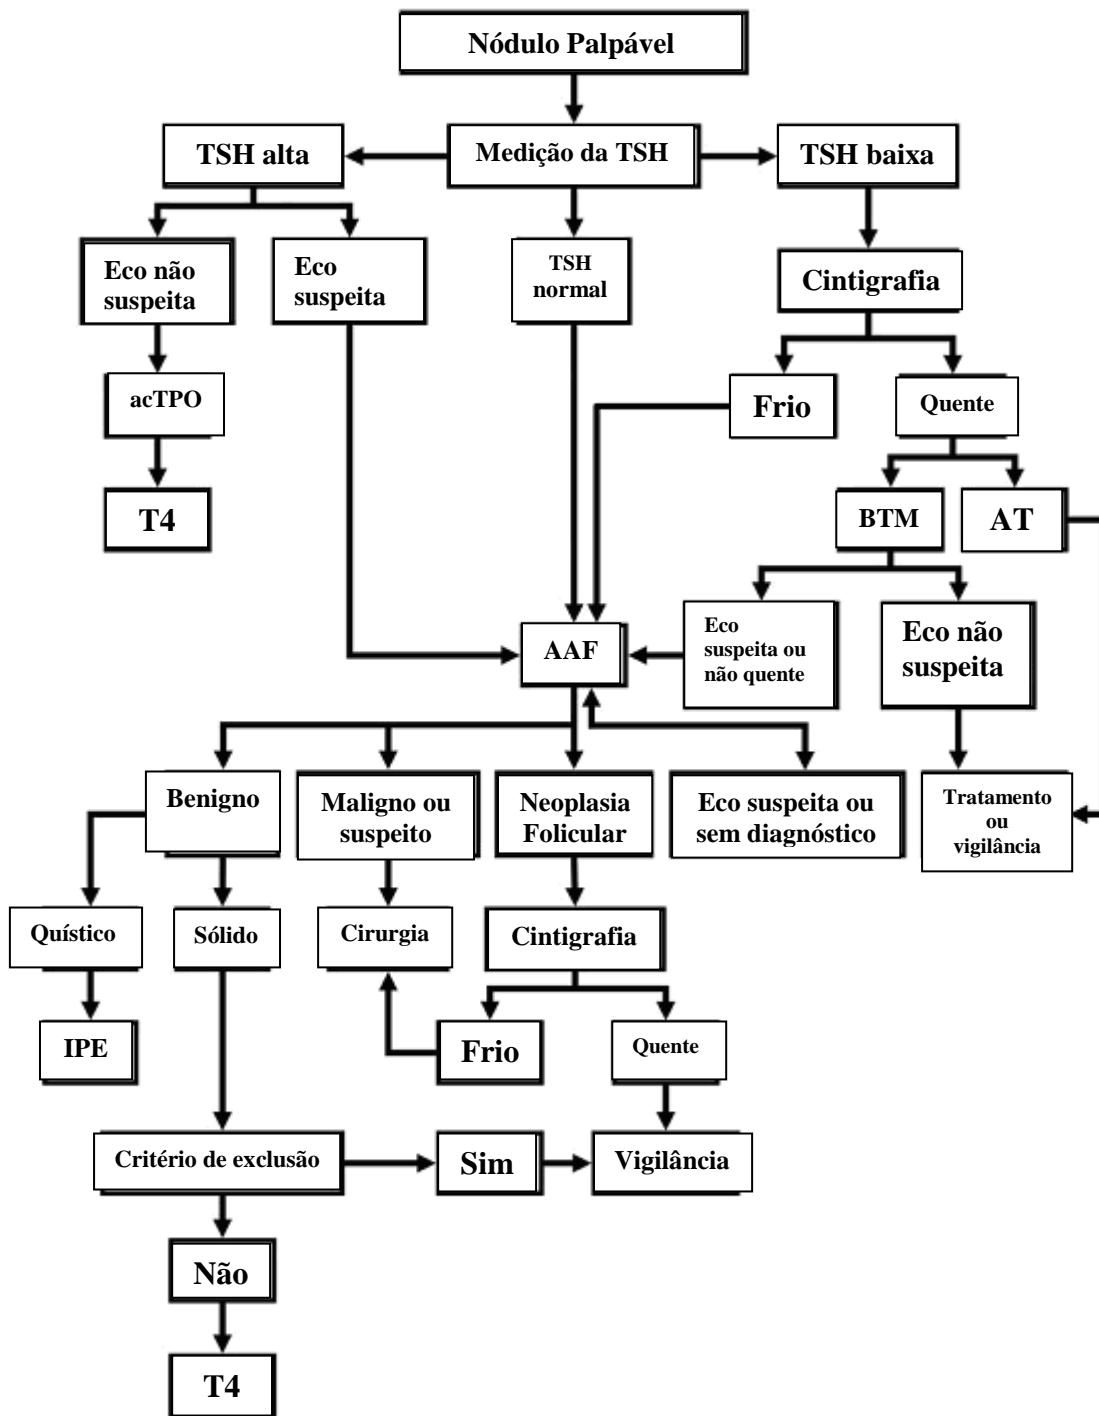 Nódulo Palpável
TSH alta
Medição da TSH
TSH baixa
Eco não
suspeita
Eco
suspeita
TSH
normal
Cintigrafia
acTPO
Frio
Quente
T4
BTM
AT
AAF
Eco
suspeita ou
não quente
Eco não
suspeita
Benigno
Maligno ou
suspeito
Neoplasia
Folicular
Eco suspeita ou
sem diagnóstico
Tratamento
ou
vigilância
Quístico
Sólido
Cirurgia
Cintigrafia
IPE
Frio
Quente
Critério de exclusão
Sim
Vigilância
Não
T4